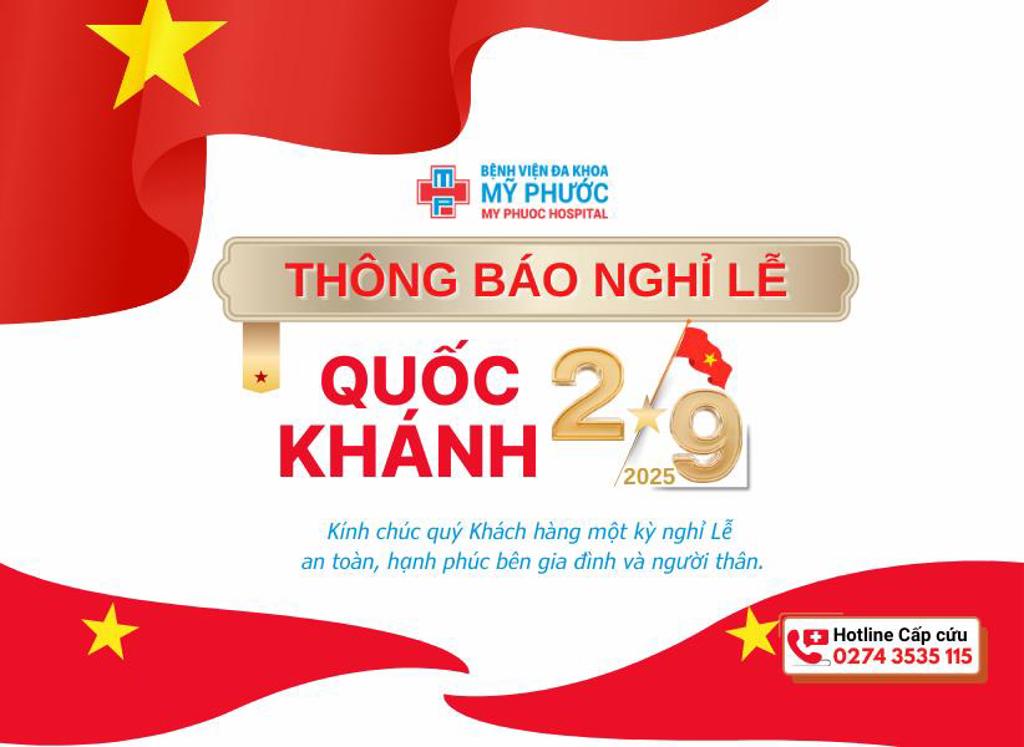 BỆNH VIỆN ĐA KHOA
MỸ PHƯỚC
MY PHUOC HOSPITAL
THÔNG BÁO NGHỈ LỄ
QUỐC
KHÁNH
2 9
2025
Kính chúc quý Khách hàng một kỳ nghỉ Lễ
an toàn, hạnh phúc bên gia đình và người thân.
Hotline Cấp cứu
0274 3535 115